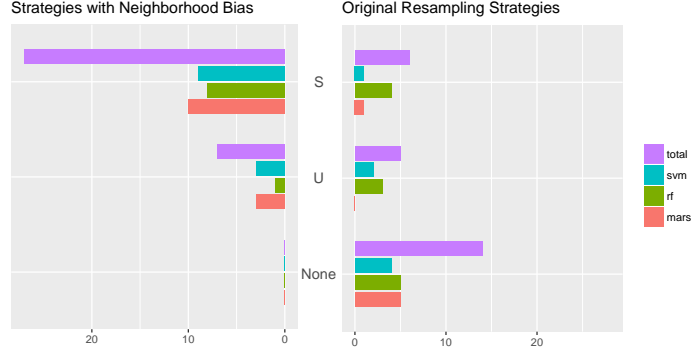 Strategies with Neighborhood Bias
Original Resampling Strategies
S
U
None
total
svm
rf
mars
20
10
0
0
10
20